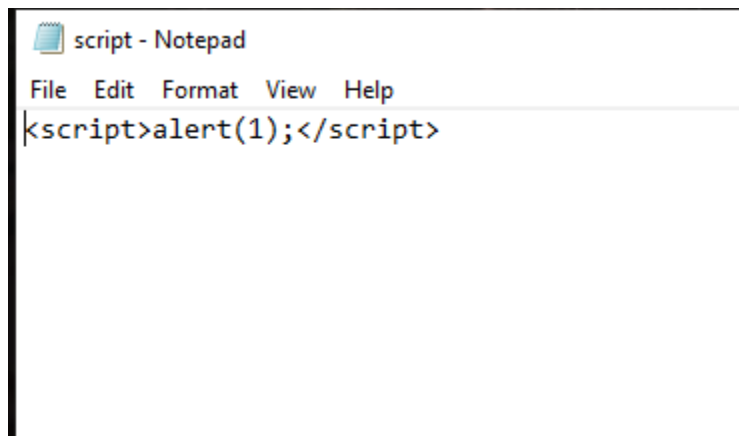 script - Notepad
File Edit Format View Help
<script>alert(1);</script>